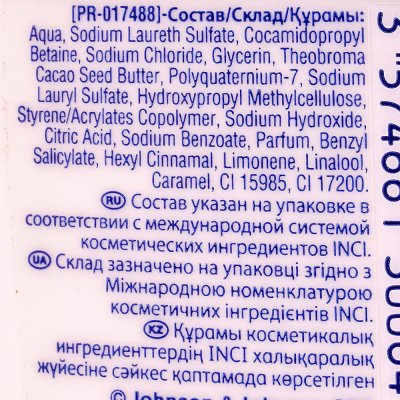 [PR-017488]-Состав/Склад/Құрамы:
Aqua, Sodium Laureth Sulfate, Cocamidopropyl
Betaine, Sodium Chloride, Glycerin, Theobroma
Cacao Seed Butter, Polyquaternium-7, Sodium
Lauryl Sulfate, Hydroxypropyl Methylcellulose,
Styrene/Acrylates Copolymer, Sodium Hydroxide,
Citric Acid, Sodium Benzoate, Parfum, Benzyl
Salicylate, Hexyl Cinnamal, Limonene, Linalool,
Caramel, CI 15985, CI 17200.
RU Состав указан на упаковке в
соответствии с международной системой
косметических ингредиентов INCI.
UA Склад зазначено на упаковці згідно з
Міжнародною номенклатурою
косметичних інгредієнтів INCI.
KZ Құрамы косметикалық
ингредиенттердің INCI халықаралық
жүйесіне сәйкес қаптамада көрсетілген
© Johnson &
3 574661